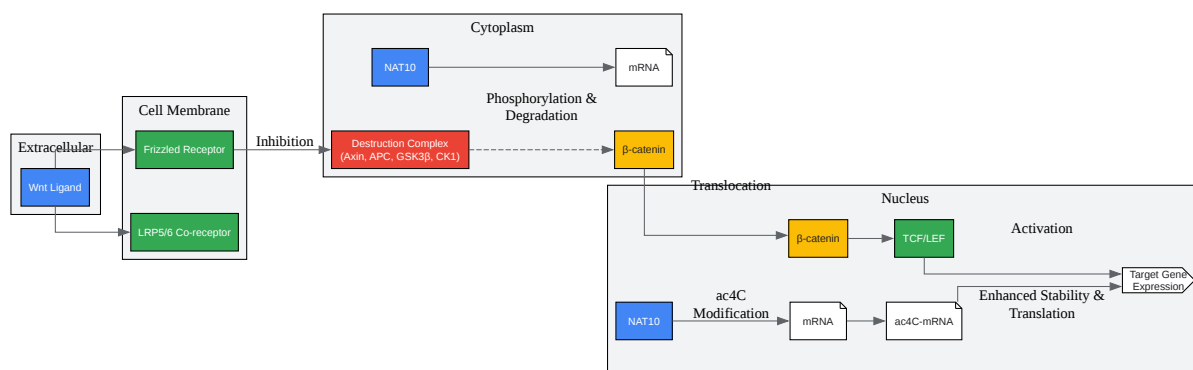 Extracellular
Wnt Ligand
Cell Membrane
Frizzled Receptor
LRP5/6 Co-receptor
Inhibition
Cytoplasm
NAT10
mRNA
Phosphorylation &
Degradation
Destruction Complex
(Axin, APC, GSK3β, CK1)
β-catenin
Translocation
Nucleus
β-catenin
TCF/LEF
Activation
Target Gene
Expression
NAT10
ac4C
Modification
mRNA
ac4C-mRNA
Enhanced Stability &
Translation